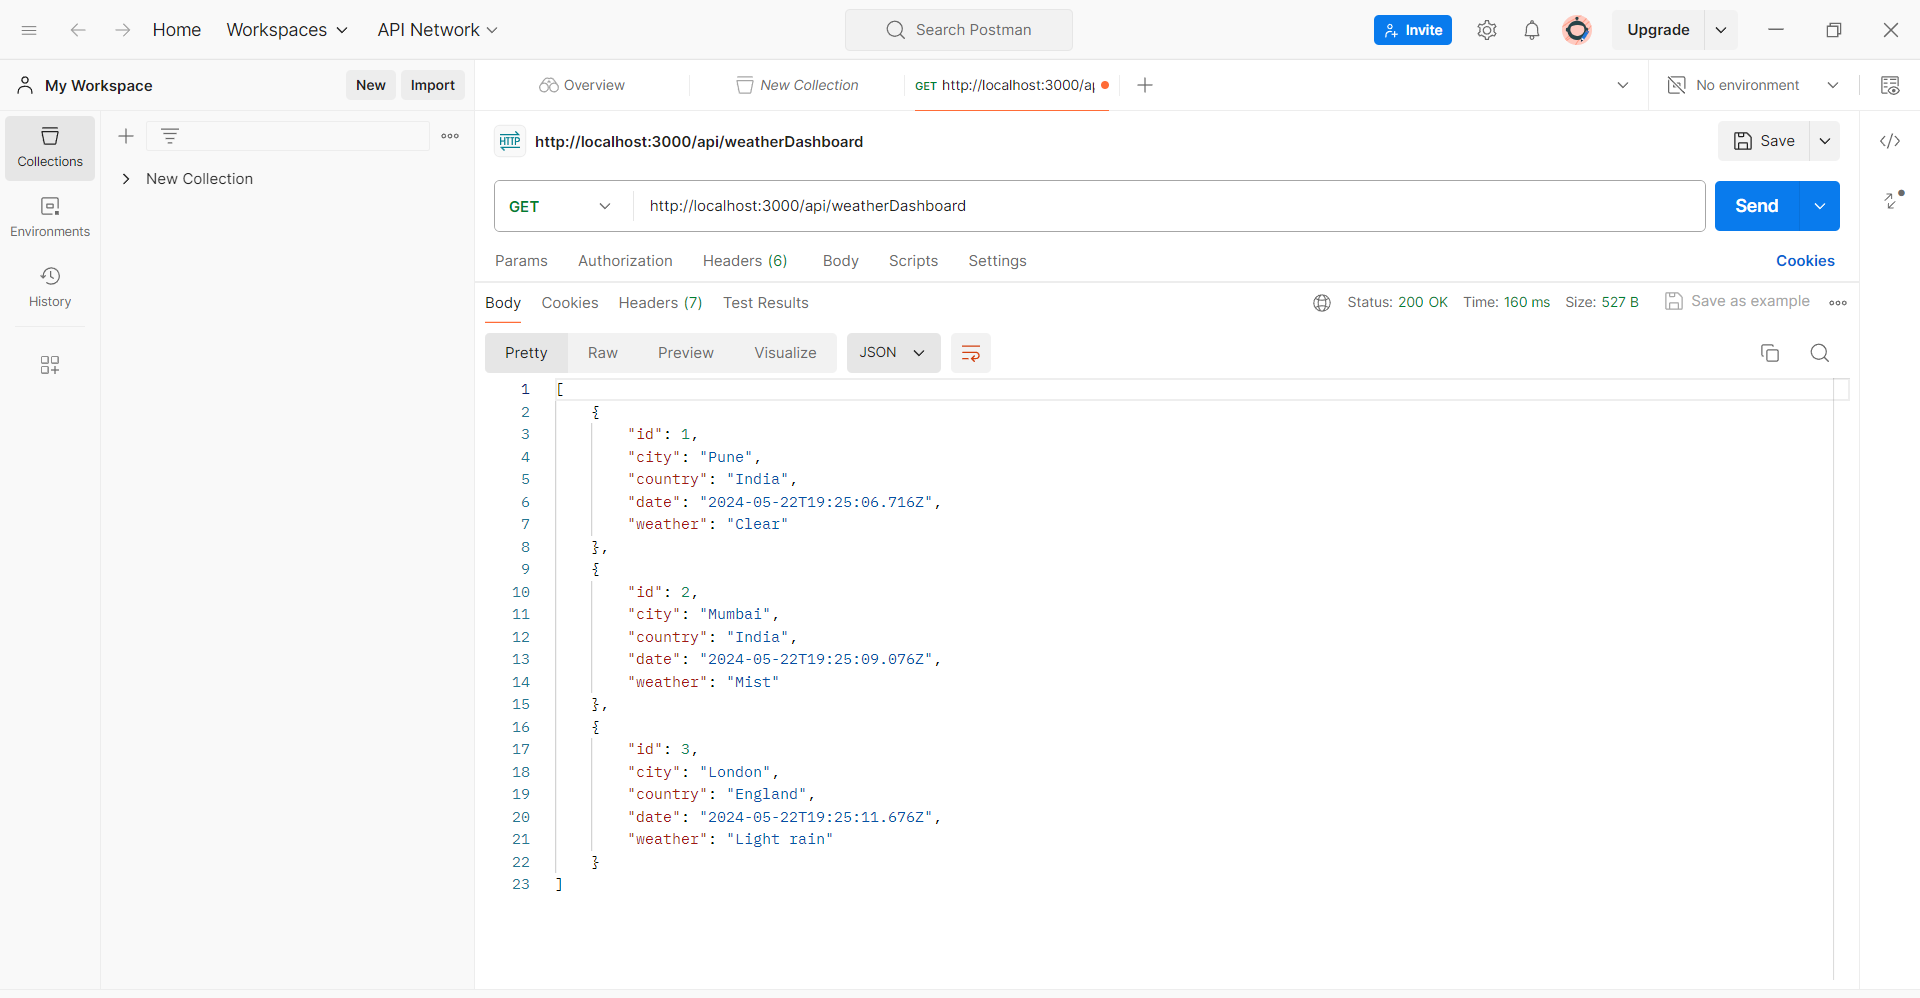 Home Workspaces API Network Search Postman Invite Upgrade
My Workspace New Import Overview New Collection GET http://localhost:3000/a No environment
Collections
New Collection
Environments
History
HTTP http://localhost:3000/api/weatherDashboard Save
GET http://localhost:3000/api/weatherDashboard Send
Params Authorization Headers (6) Body Scripts Settings Cookies
Body Cookies Headers (7) Test Results Status: 200 OK Time: 160 ms Size: 527 B Save as example
Pretty Raw Preview Visualize JSON
1 [
2 {
3 "id": 1,
4 "city": "Pune",
5 "country": "India",
6 "date": "2024-05-22T19:25:06.716Z",
7 "weather": "Clear"
8 },
9 {
10 "id": 2,
11 "city": "Mumbai",
12 "country": "India",
13 "date": "2024-05-22T19:25:09.076Z",
14 "weather": "Mist"
15 },
16 {
17 "id": 3,
18 "city": "London",
19 "country": "England",
20 "date": "2024-05-22T19:25:11.676Z",
21 "weather": "Light rain"
22 }
23 ]